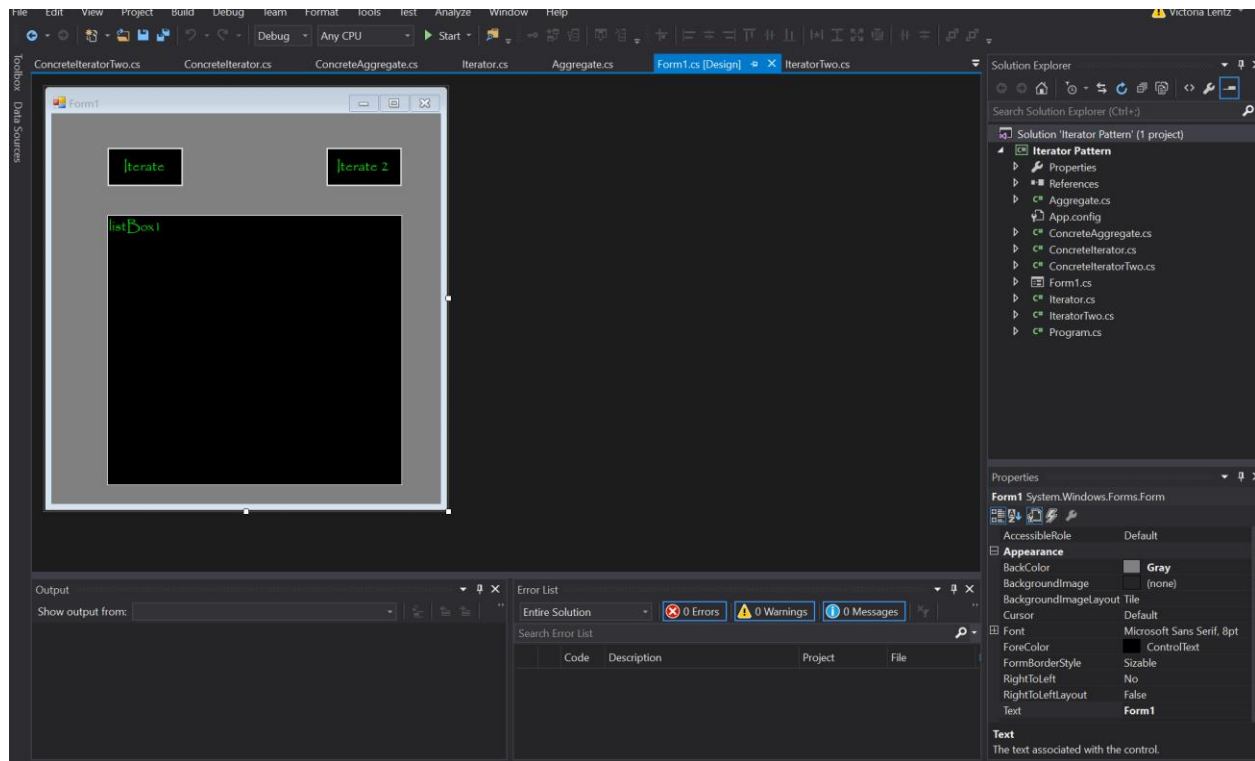 File Edit View Project Build Debug Team Format Tools Test Analyze Window Help Victoria Lentz
Debug Any CPU Start
ConcreteIteratorTwo.cs ConcreteIterator.cs ConcreteAggregate.cs Iterator.cs Aggregate.cs Form1.cs [Design] IteratorTwo.cs
Toolbox
Data Sources
Form1
Iterate Iterate 2
listBox1
Solution Explorer
Search Solution Explorer (Ctrl+;)
Solution 'Iterator Pattern' (1 project)
Iterator Pattern
Properties
References
Aggregate.cs
App.config
ConcreteAggregate.cs
ConcreteIterator.cs
ConcreteIteratorTwo.cs
Form1.cs
Iterator.cs
IteratorTwo.cs
Program.cs
Output
Show output from:
Error List
Entire Solution 0 Errors 0 Warnings 0 Messages
Search Error List
Code Description Project File
Properties
Form1 System.Windows.Forms.Form
AccessibleRole Default
Appearance
BackColor Gray
BackgroundImage (none)
BackgroundImageLayout Tile
Cursor Default
Font Microsoft Sans Serif, 8pt
ForeColor ControlText
FormBorderStyle Sizable
RightToLeft No
RightToLeftLayout False
Text Form1
Text
The text associated with the control.